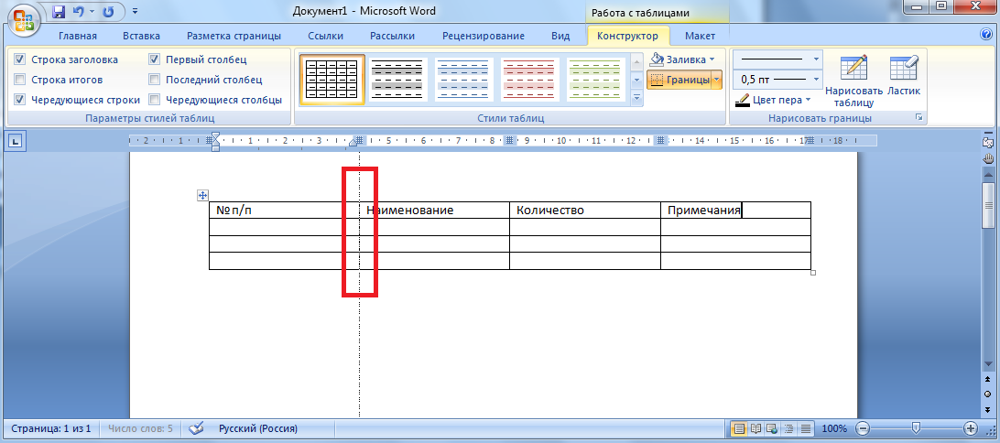 Документ1 - Microsoft Word
Работа с таблицами
Главная Вставка Разметка страницы Ссылки Рассылки Рецензирование Вид Конструктор Макет
Строка заголовка Первый столбец
Строка итогов Последний столбец
Чередующиеся строки Чередующиеся столбцы
Параметры стилей таблиц
Стили таблиц
Заливка
Границы
0,5 пт
Цвет пера
Нарисовать таблицу
Ластик
Нарисовать границы
2 1 1 2 3 5 6 7 9 10 11 12 14 15 16 17 18
№ п/п Наименование Количество Примечания
Страница: 1 из 1 Число слов: 5 Русский (Россия) 100%